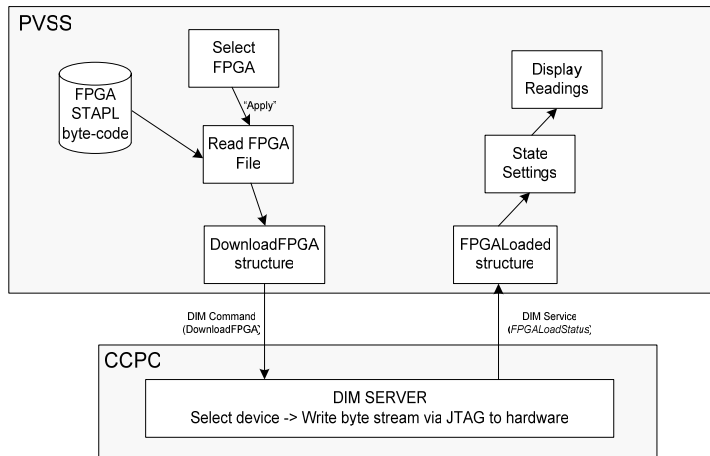 PVSS
Select
FPGA
FPGA
STAPL
byte-code
"Apply"
Read FPGA
File
DownloadFPGA
structure
Display
Readings
State
Settings
FPGALoaded
structure
DIM Command
(DownloadFPGA)
DIM Service
(FPGALoadStatus)
CCPC
DIM SERVER
Select device -> Write byte stream via JTAG to hardware